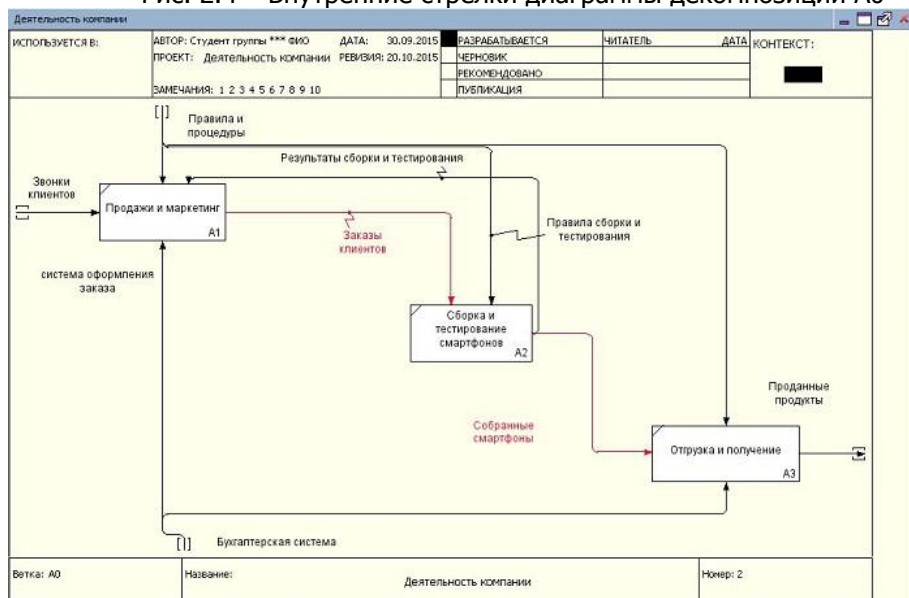 Рис. 2.4 – Внутренние стрелки диаграммы декомпозиции А0
Деятельность компании
ИСПОЛЬЗУЕТСЯ В:
АВТОР: Студент группы *** ФИО
ДАТА: 30.09.2015
РАЗРАБАТЫВАЕТСЯ
ЧИТАТЕЛЬ
ДАТА
КОНТЕКСТ:
ПРОЕКТ: Деятельность компании
РЕВИЗИЯ: 20.10.2015
ЧЕРНОВИК
РЕКОМЕНДОВАНО
ЗАМЕЧАНИЯ: 1 2 3 4 5 6 7 8 9 10
ПУБЛИКАЦИЯ
Правила и
процедуры
Результаты сборки и тестирования
Звонки
клиентов
Продажи и маркетинг
A1
Заказы
клиентов
Правила сборки и
тестирования
система оформления
заказа
Сборка и
тестирование
смартфонов
A2
Проданные
продукты
Собранные
смартфоны
Отгрузка и получение
A3
Бухгалтерская система
Ветка: A0
Название:
Деятельность компании
Номер: 2